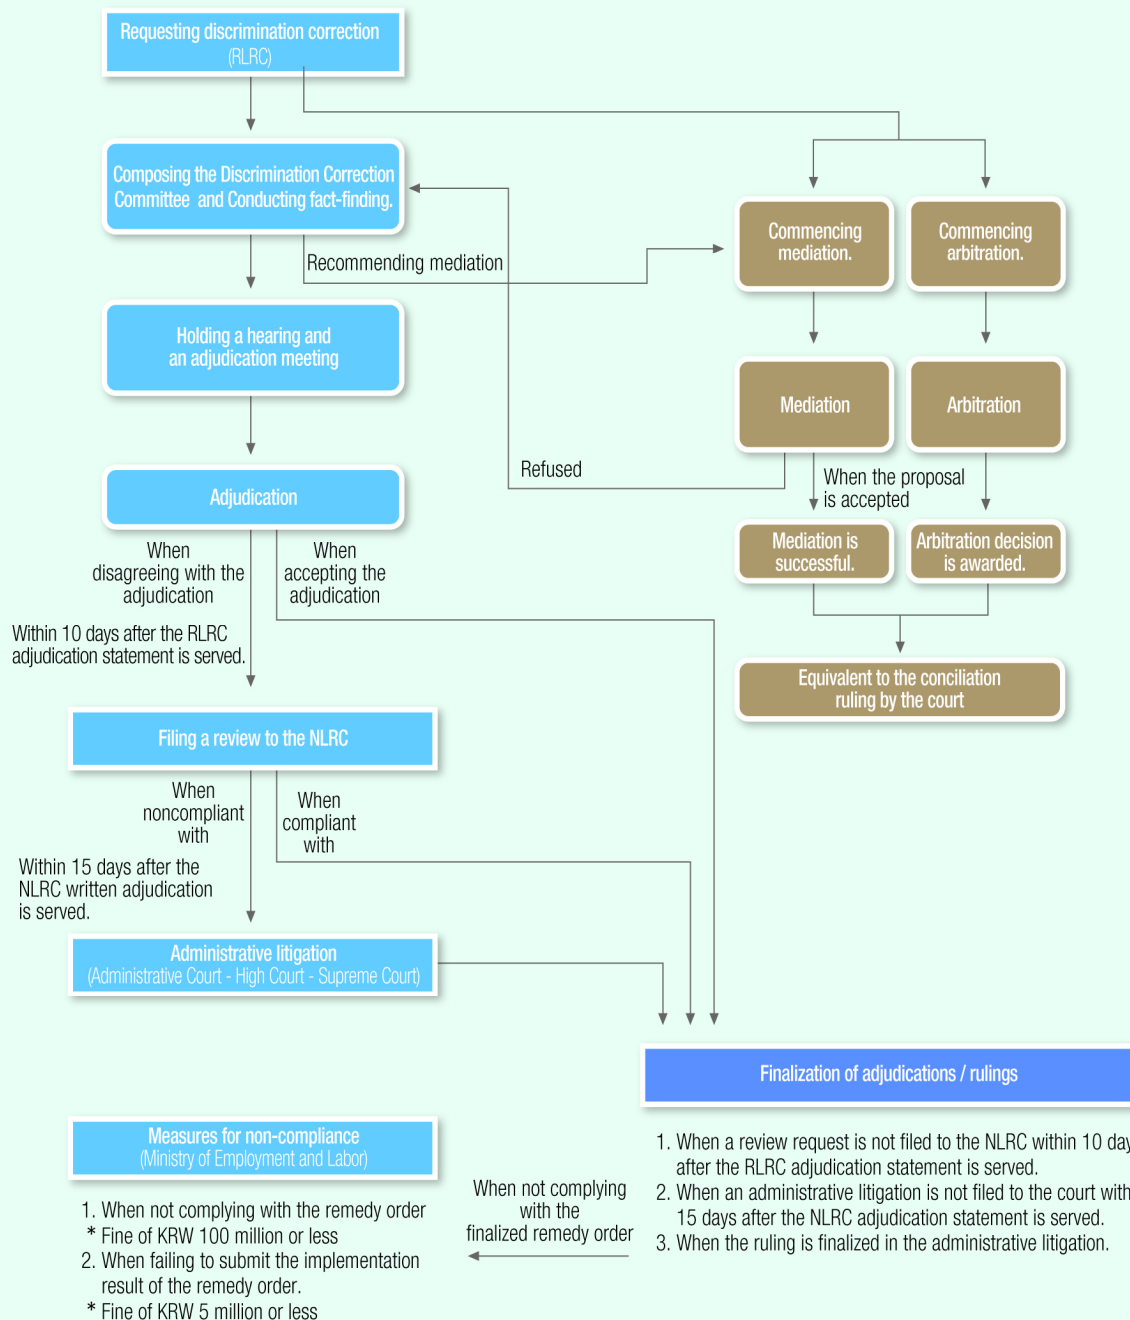 Requesting discrimination correction
(RLRC)
Composing the Discrimination Correction
Committee and Conducting fact-finding.
Recommending mediation
Commencing
mediation.
Commencing
arbitration.
Holding a hearing and
an adjudication meeting
Mediation
Arbitration
Refused
When the proposal
is accepted
Adjudication
Mediation is
successful.
Arbitration decision
is awarded.
When
disagreeing with the
adjudication
When
accepting the
adjudication
Within 10 days after the RLRC
adjudication statement is served.
Equivalent to the conciliation
ruling by the court
Filing a review to the NLRC
When
noncompliant
with
When
compliant
with
Within 15 days after the
NLRC written adjudication
is served.
Administrative litigation
(Administrative Court - High Court - Supreme Court)
Finalization of adjudications / rulings
1. When a review request is not filed to the NLRC within 10 day
after the RLRC adjudication statement is served.
2. When an administrative litigation is not filed to the court with
15 days after the NLRC adjudication statement is served.
3. When the ruling is finalized in the administrative litigation.
When not complying
with the
finalized remedy order
Measures for non-compliance
(Ministry of Employment and Labor)
1. When not complying with the remedy order
* Fine of KRW 100 million or less
2. When failing to submit the implementation
result of the remedy order.
* Fine of KRW 5 million or less